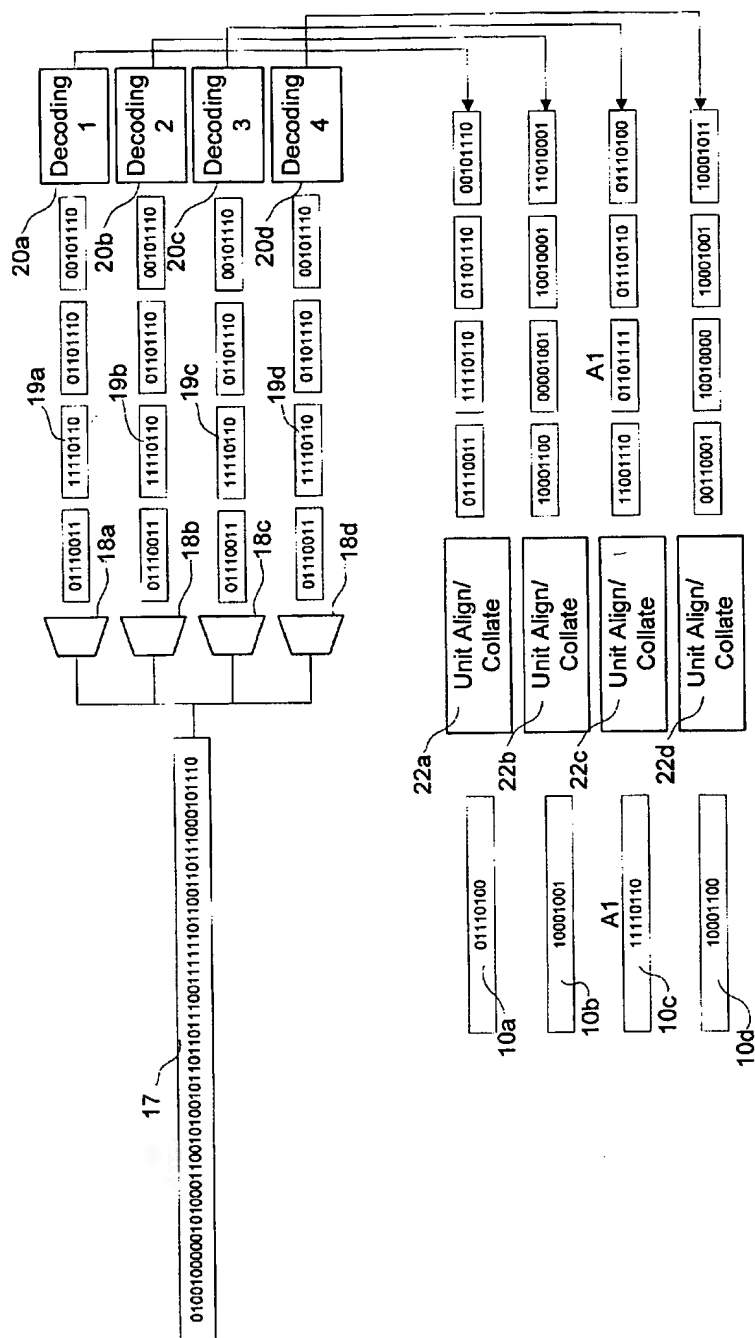 0100100000101000110010100101101101110011111101100110111000101110
17
18a
18b
18c
18d
01110011 11110110 01101110 00101110
01110011 11110110 01101110 00101110
01110011 11110110 01101110 00101110
01110011 11110110 01101110 00101110
19a
19b
19c
19d
20a
20b
20c
20d
Decoding
1
Decoding
2
Decoding
3
Decoding
4
10a
01110100
22a
Unit Align/
Collate
01110011 11110110 01101110 00101110
10b
10001001
22b
Unit Align/
Collate
10001100 00001001 10010001 11010001
A1
10c
11110110
22c
Unit Align/
Collate
A1
11001110 01101111 01110110 01110100
10d
10001100
22d
Unit Align/
Collate
00110001 10010000 10001001 10001011